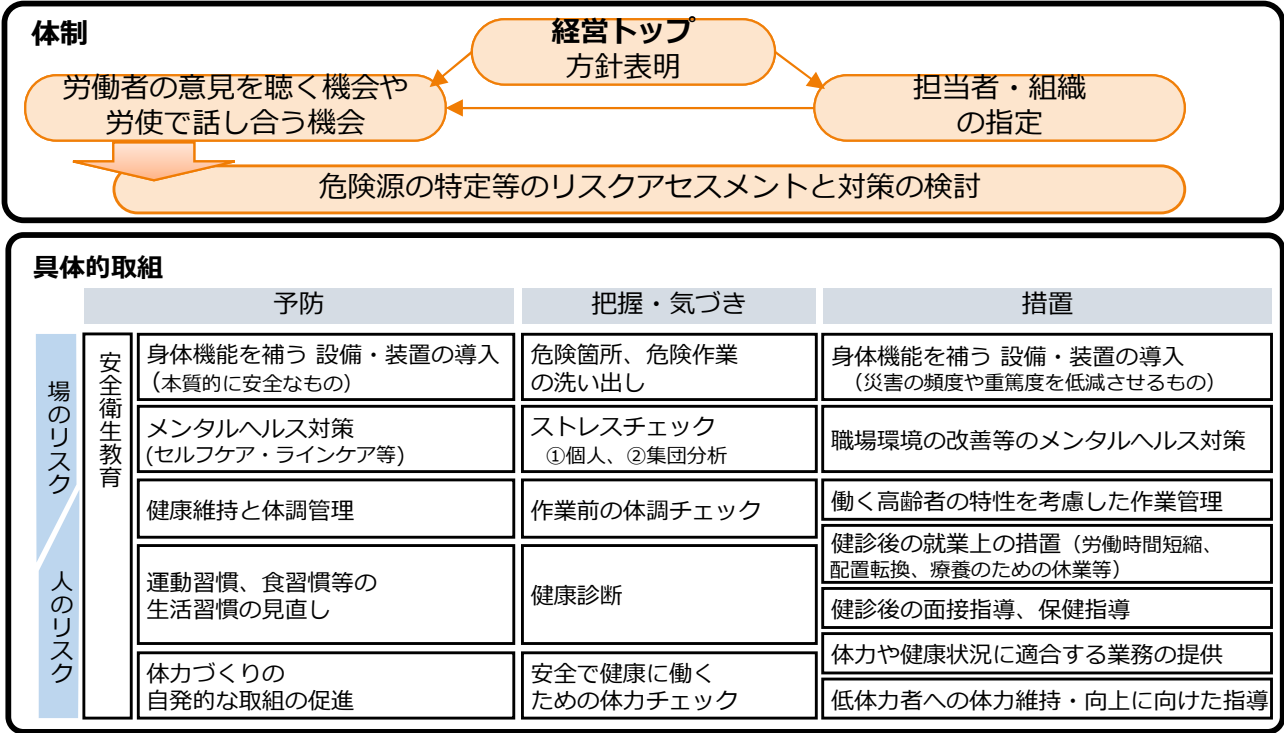 体制
経営トップ
方針表明
労働者の意見を聴く機会や
労使で話し合う機会
担当者・組織
の指定
危険源の特定等のリスクアセスメントと対策の検討
具体的取組
予防
把握・気づき
措置
場のリスク
人のリスク
安全衛生教育
身体機能を補う 設備・装置の導入
（本質的に安全なもの）
危険箇所、危険作業
の洗い出し
身体機能を補う 設備・装置の導入
（災害の頻度や重篤度を低減させるもの）
メンタルヘルス対策
(セルフケア・ラインケア等)
ストレスチェック
①個人、②集団分析
職場環境の改善等のメンタルヘルス対策
健康維持と体調管理
作業前の体調チェック
働く高齢者の特性を考慮した作業管理
運動習慣、食習慣等の
生活習慣の見直し
健康診断
健診後の就業上の措置（労働時間短縮、
配置転換、療養のための休業等）
健診後の面接指導、保健指導
体力づくりの
自発的な取組の促進
安全で健康に働く
ための体力チェック
体力や健康状況に適合する業務の提供
低体力者への体力維持・向上に向けた指導